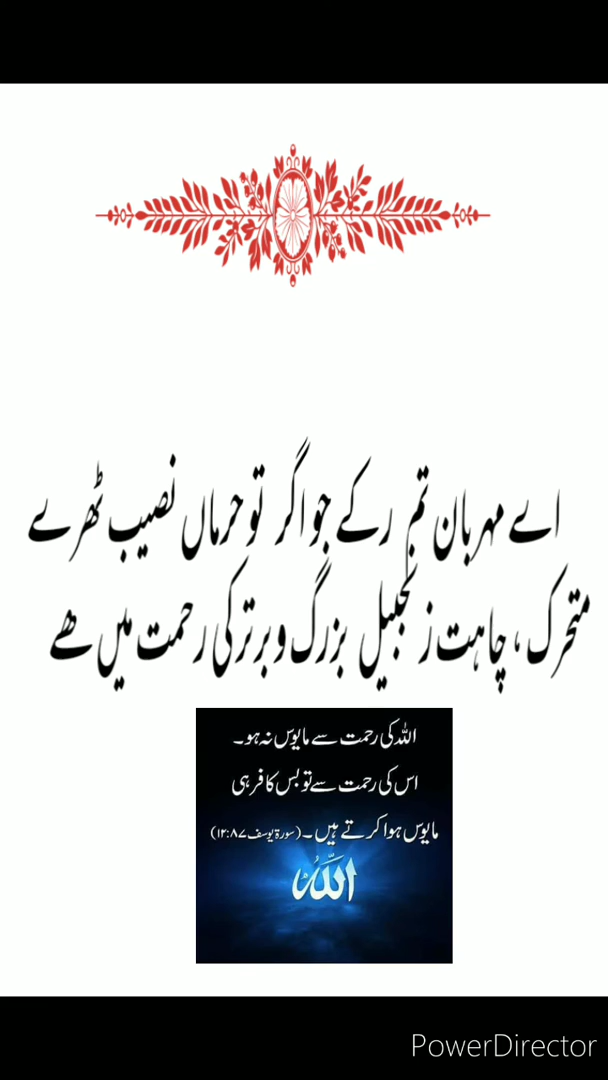 اے مہربان تم رکے جو اگر تو حرماں نصیب ٹھرے
متحرک ، چاہت زنجبیل بزرگ و برتر کی رحمت میں ھے
اللہ کی رحمت سے مایوس نہ ہو۔
اس کی رحمت سے تو بس کافر ہی
مایوس ہوا کرتے ہیں۔ (سورۃ یوسف ۱۲:۸۷)
اللّٰہُ
PowerDirector